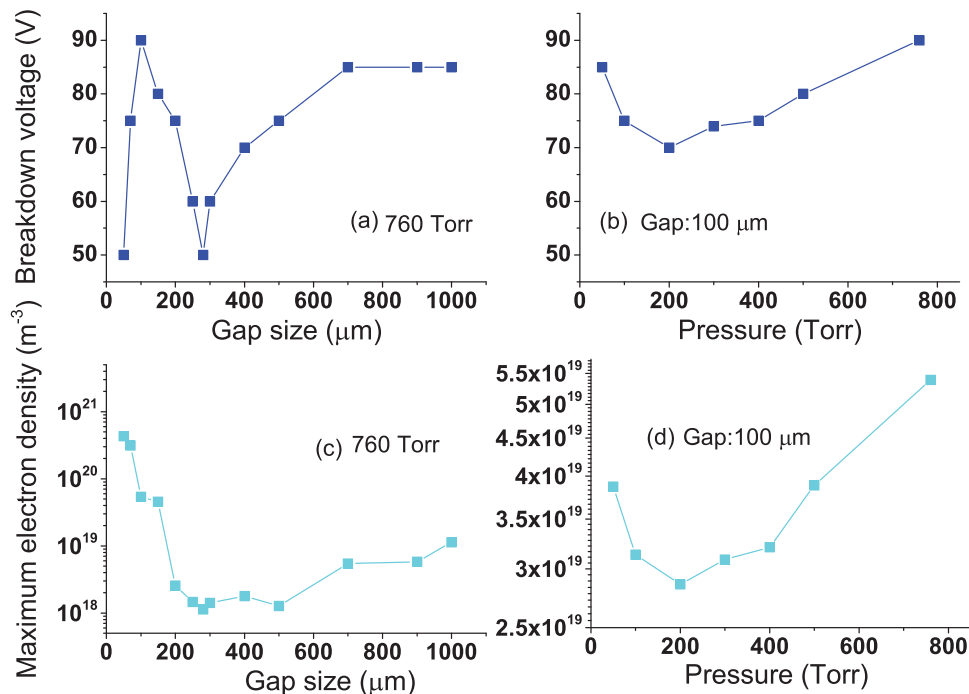 Breakdown voltage (V)
90
80
70
60
50
(a) 760 Torr
0 200 400 600 800 1000
Gap size (μm)
90
80
70
60
50
(b) Gap:100 μm
0 200 400 600 800
Pressure (Torr)
Maximum electron density (m⁻³)
10²¹
10²⁰
10¹⁹
10¹⁸
(c) 760 Torr
0 200 400 600 800 1000
Gap size (μm)
5.5x10¹⁹
5x10¹⁹
4.5x10¹⁹
4x10¹⁹
3.5x10¹⁹
3x10¹⁹
2.5x10¹⁹
(d) Gap:100 μm
0 200 400 600 800
Pressure (Torr)